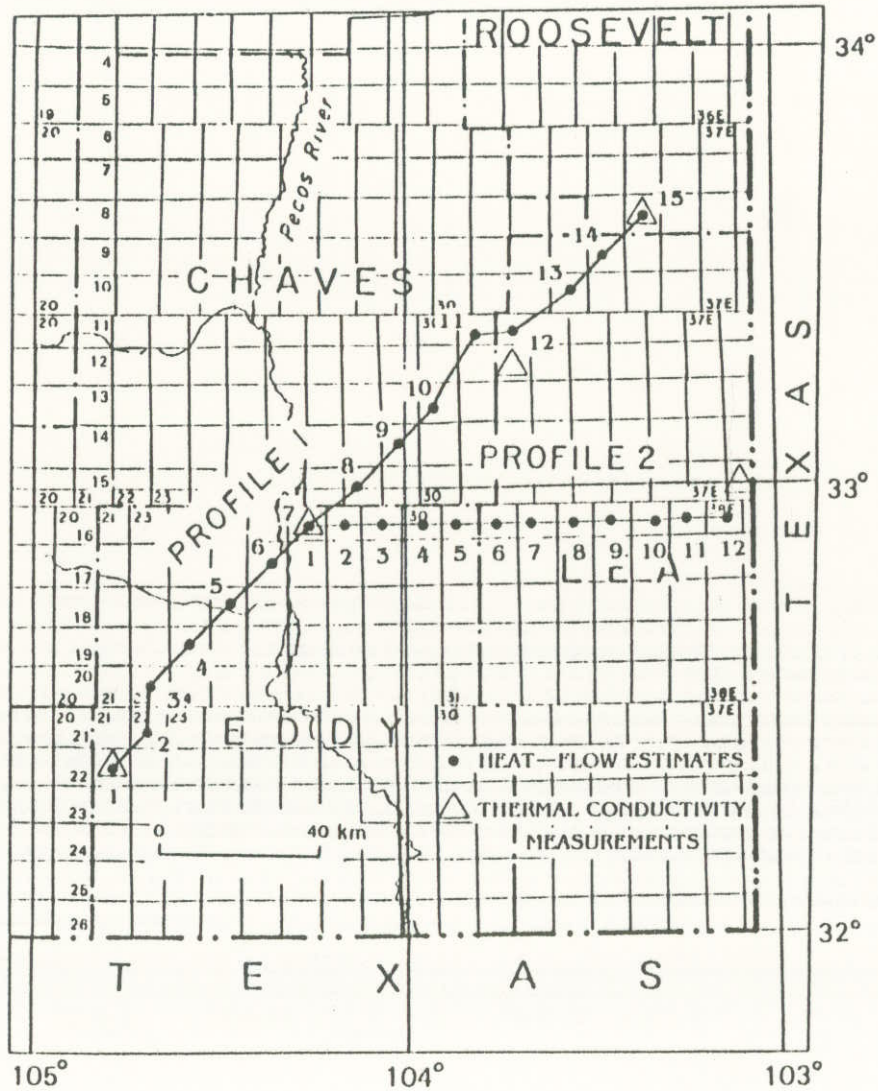 ROOSEVELT
34°
4
5
19
20
36E
37E
6
7
8
9
10
Pecos River
15
14
13
CHAVES
20
20
30
30
37E
37E
11
11
12
12
13
14
15
10
9
8
PROFILE 1
PROFILE 2
TEXAS
33°
20 21 22 23
20 21 23
30
30
37E
38E
16
17
18
19
20
7
6
5
4
3
2
1
1 2 3 4 5 6 7 8 9 10 11 12
LEA
20 21
20 21 23
31
30
38E
37E
EDDY
21
22
23
24
25
26
HEAT—FLOW ESTIMATES
THERMAL CONDUCTIVITY
MEASUREMENTS
0 40 km
32°
TEXAS
105° 104° 103°